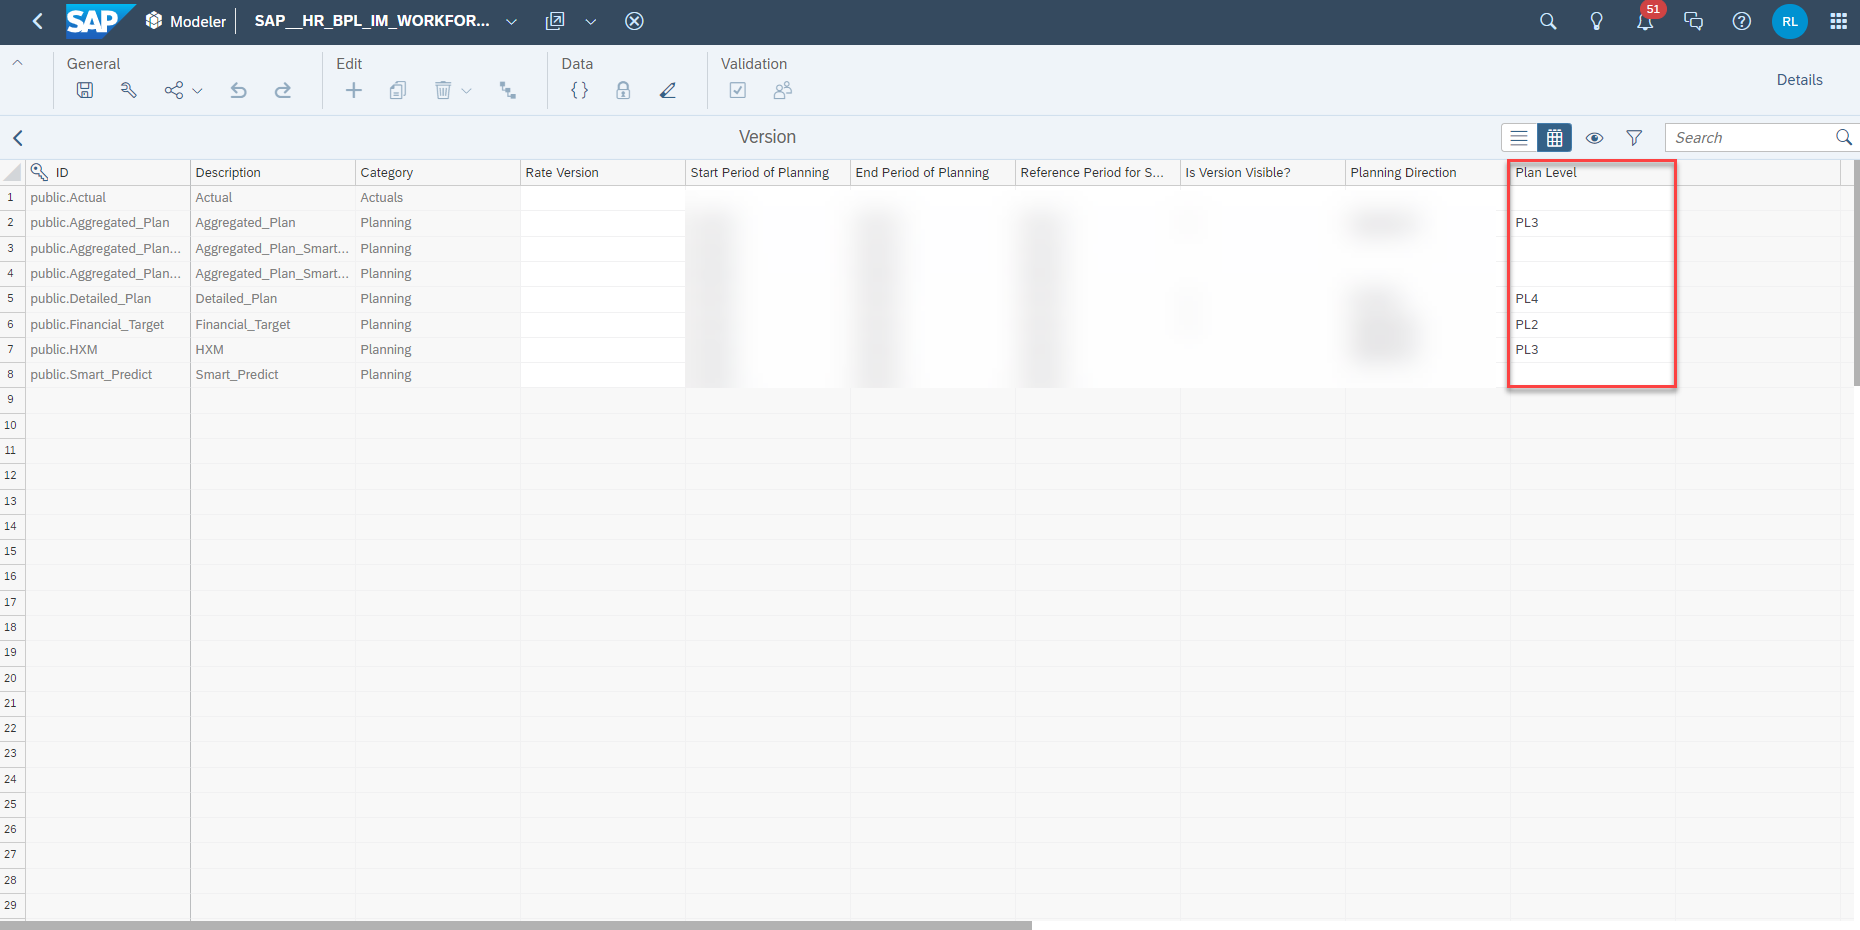 SAP Modeler SAP__HR_BPL_IM_WORKFOR... 51 RL
General Edit Data Validation
Details
Version Search
ID Description Category Rate Version Start Period of Planning End Period of Planning Reference Period for S... Is Version Visible? Planning Direction Plan Level
1 public.Actual Actual Actuals
2 public.Aggregated_Plan Aggregated_Plan Planning PL3
3 public.Aggregated_Plan... Aggregated_Plan_Smart... Planning
4 public.Aggregated_Plan... Aggregated_Plan_Smart... Planning
5 public.Detailed_Plan Detailed_Plan Planning PL4
6 public.Financial_Target Financial_Target Planning PL2
7 public.HXM HXM Planning PL3
8 public.Smart_Predict Smart_Predict Planning
9
10
11
12
13
14
15
16
17
18
19
20
21
22
23
24
25
26
27
28
29